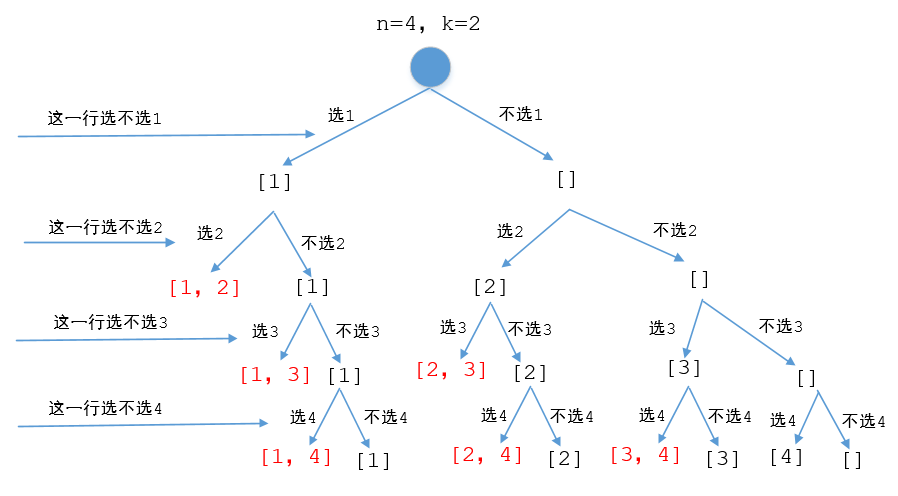 n=4, k=2
这一行选不选1
选1
不选1
[1]
[]
这一行选不选2
选2
不选2
选2
不选2
[1, 2]
[1]
[2]
[]
这一行选不选3
选3
不选3
选3
不选3
选3
不选3
[1, 3]
[1]
[2, 3]
[2]
[3]
[]
这一行选不选4
选4
不选4
选4
不选4
选4
不选4
选4
不选4
[1, 4]
[1]
[2, 4]
[2]
[3, 4]
[3]
[4]
[]